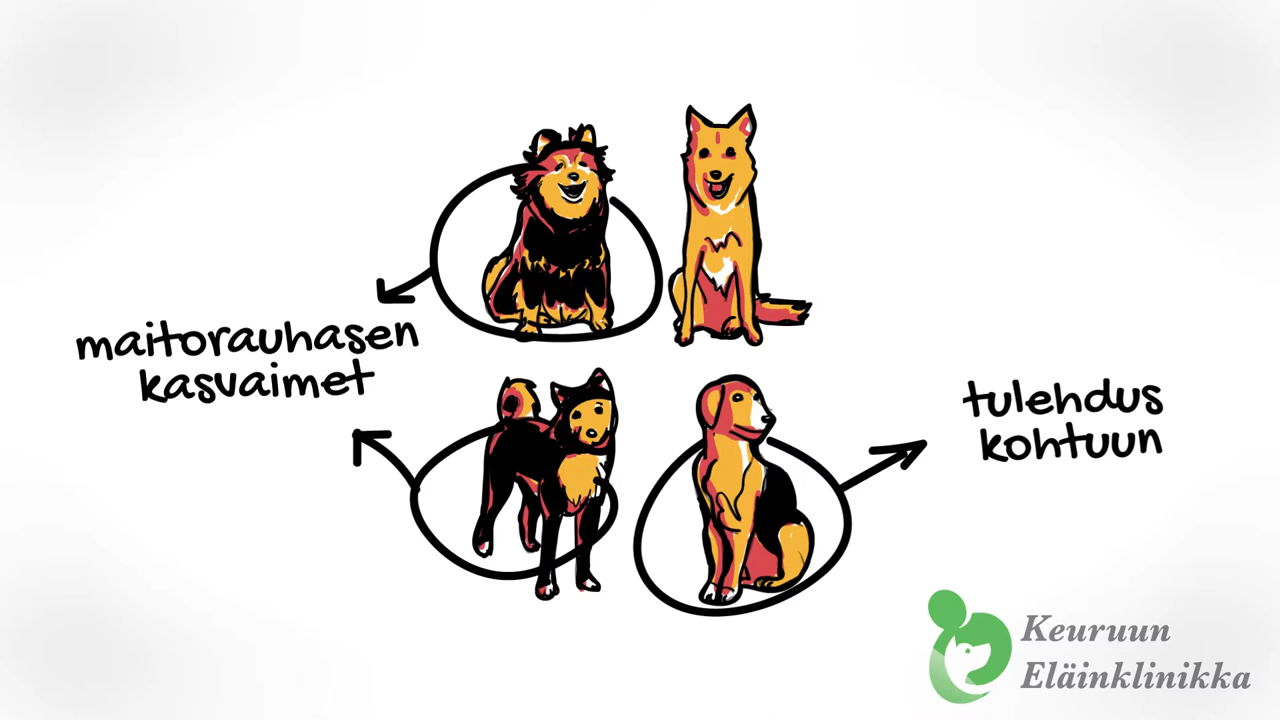 maitorauhasen
kasvaimet
tulehdus
kohtuun
Keuruun
Eläinklinikka